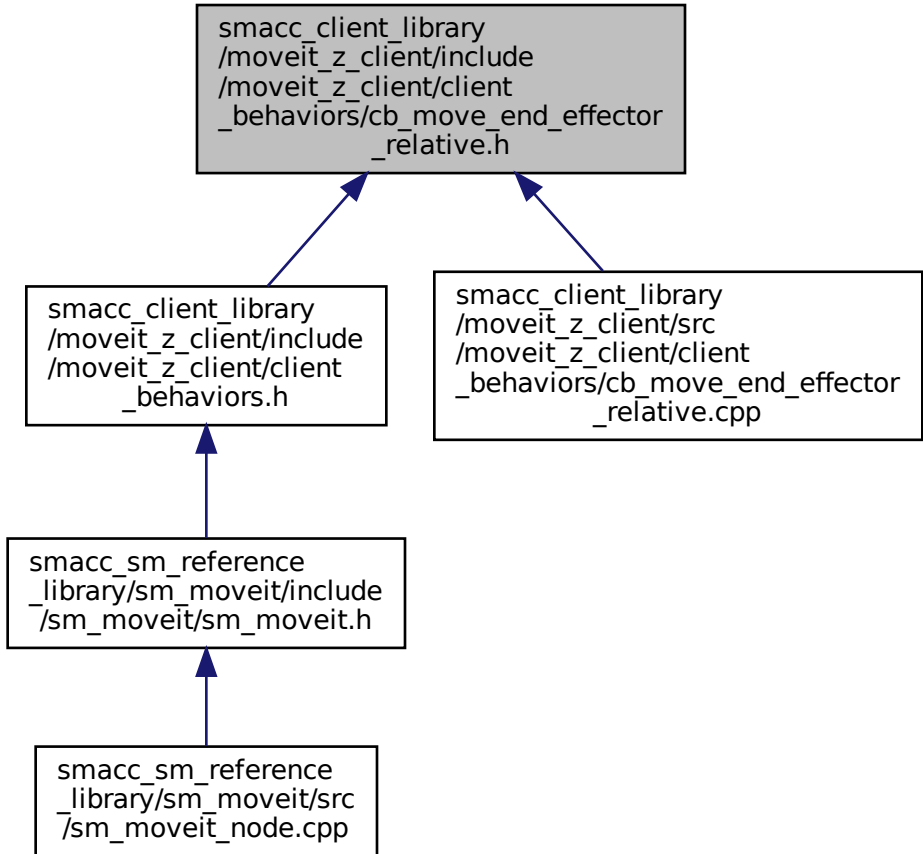 smacc_client_library
/moveit_z_client/include
/moveit_z_client/client
_behaviors/cb_move_end_effector
_relative.h
smacc_client_library
/moveit_z_client/include
/moveit_z_client/client
_behaviors.h
smacc_client_library
/moveit_z_client/src
/moveit_z_client/client
_behaviors/cb_move_end_effector
_relative.cpp
smacc_sm_reference
_library/sm_moveit/include
/sm_moveit/sm_moveit.h
smacc_sm_reference
_library/sm_moveit/src
/sm_moveit_node.cpp